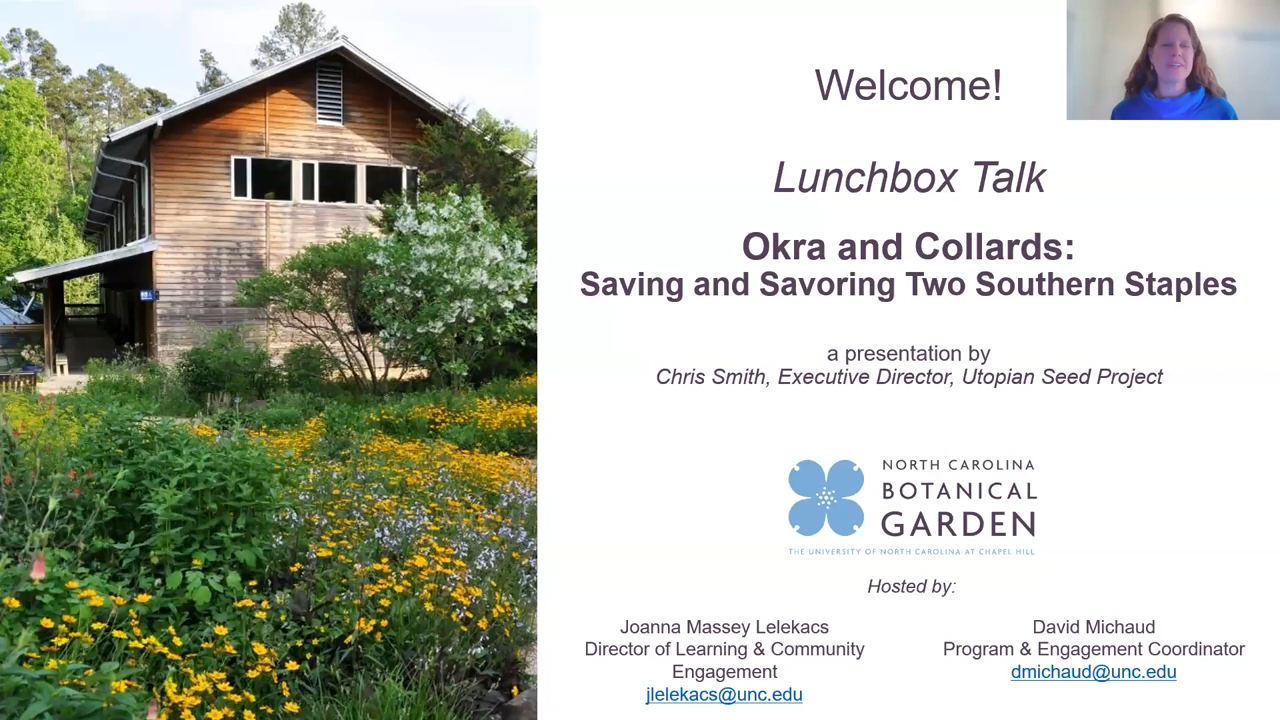 Welcome!
Lunchbox Talk
Okra and Collards:
Saving and Savoring Two Southern Staples
a presentation by
Chris Smith, Executive Director, Utopian Seed Project
NORTH CAROLINA
BOTANICAL
GARDEN
THE UNIVERSITY OF NORTH CAROLINA AT CHAPEL HILL
Hosted by:
Joanna Massey Lelekacs
Director of Learning & Community
Engagement
jlelekacs@unc.edu
David Michaud
Program & Engagement Coordinator
dmichaud@unc.edu